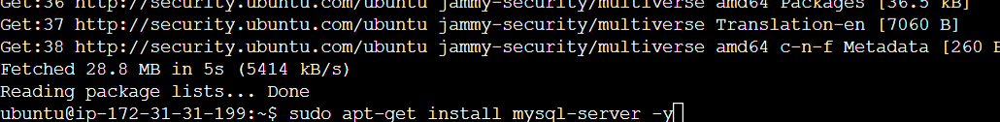 Get:36 http://security.ubuntu.com/ubuntu jammy-security/multiverse amd64 Packages [36.5 kB]
Get:37 http://security.ubuntu.com/ubuntu jammy-security/multiverse Translation-en [7060 B]
Get:38 http://security.ubuntu.com/ubuntu jammy-security/multiverse amd64 c-n-f Metadata [260 B
Fetched 28.8 MB in 5s (5414 kB/s)
Reading package lists... Done
ubuntu@ip-172-31-31-199:~$ sudo apt-get install mysql-server -y